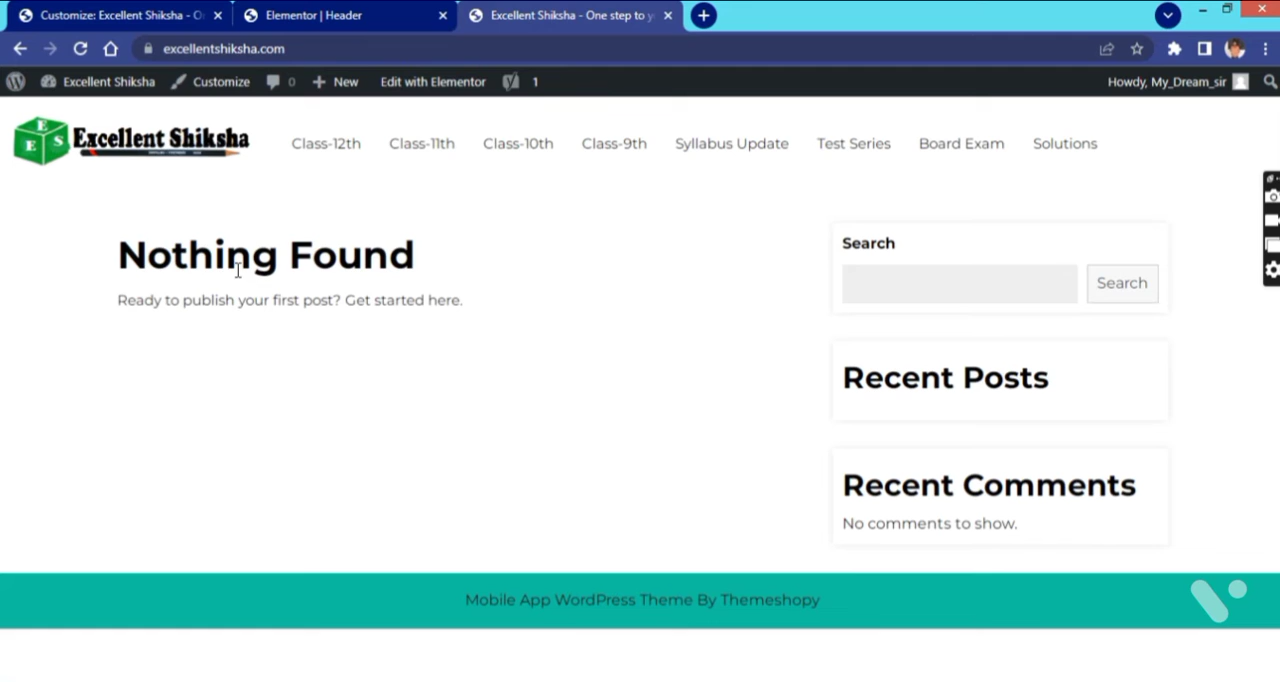 Customize: Excellent Shiksha - O
Elementor | Header
Excellent Shiksha - One step to y
excellentshiksha.com
Excellent Shiksha
Customize
0
New
Edit with Elementor
1
Howdy, My_Dream_sir
E
E S
Excellent Shiksha
Class-12th
Class-11th
Class-10th
Class-9th
Syllabus Update
Test Series
Board Exam
Solutions
Nothing Found
Ready to publish your first post? Get started here.
Search
Search
Recent Posts
Recent Comments
No comments to show.
Mobile App WordPress Theme By Themeshopy